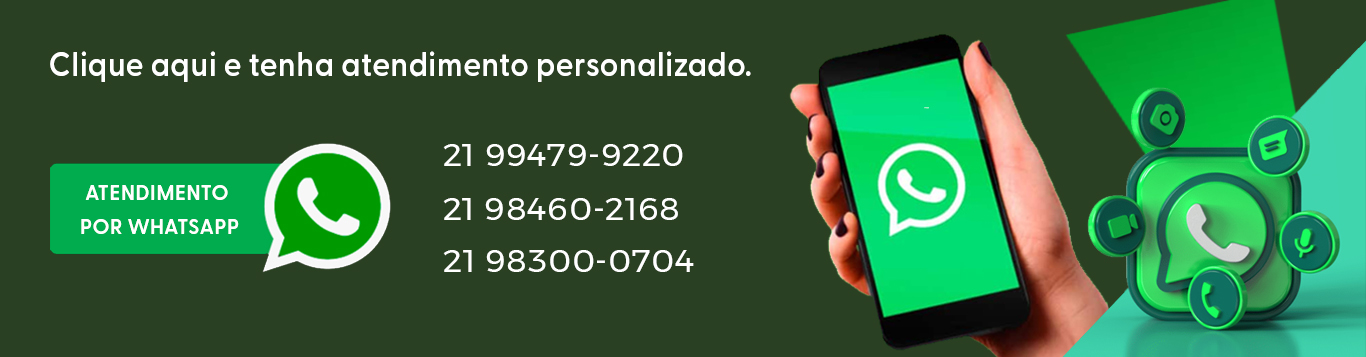 Clique aqui e tenha atendimento personalizado.
ATENDIMENTO
POR WHATSAPP
21 99479-9220
21 98460-2168
21 98300-0704